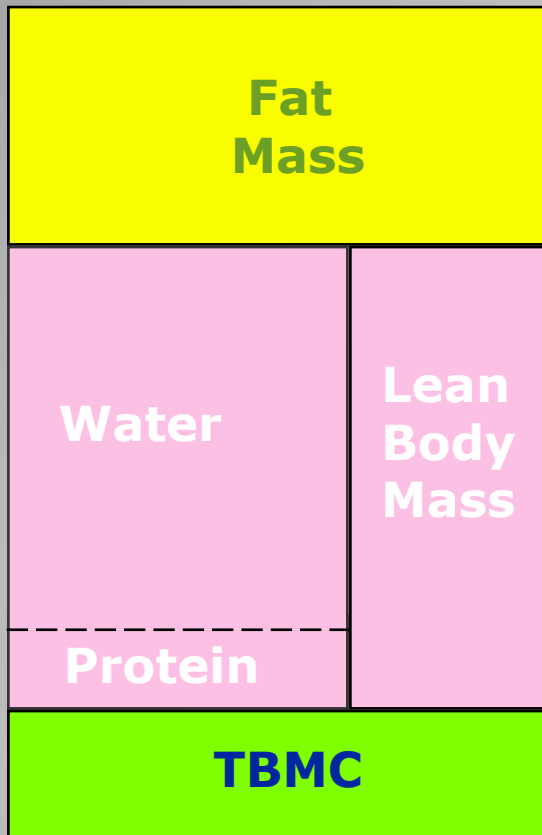 Fat
Mass
Water
Lean
Body
Mass
Protein
TBMC